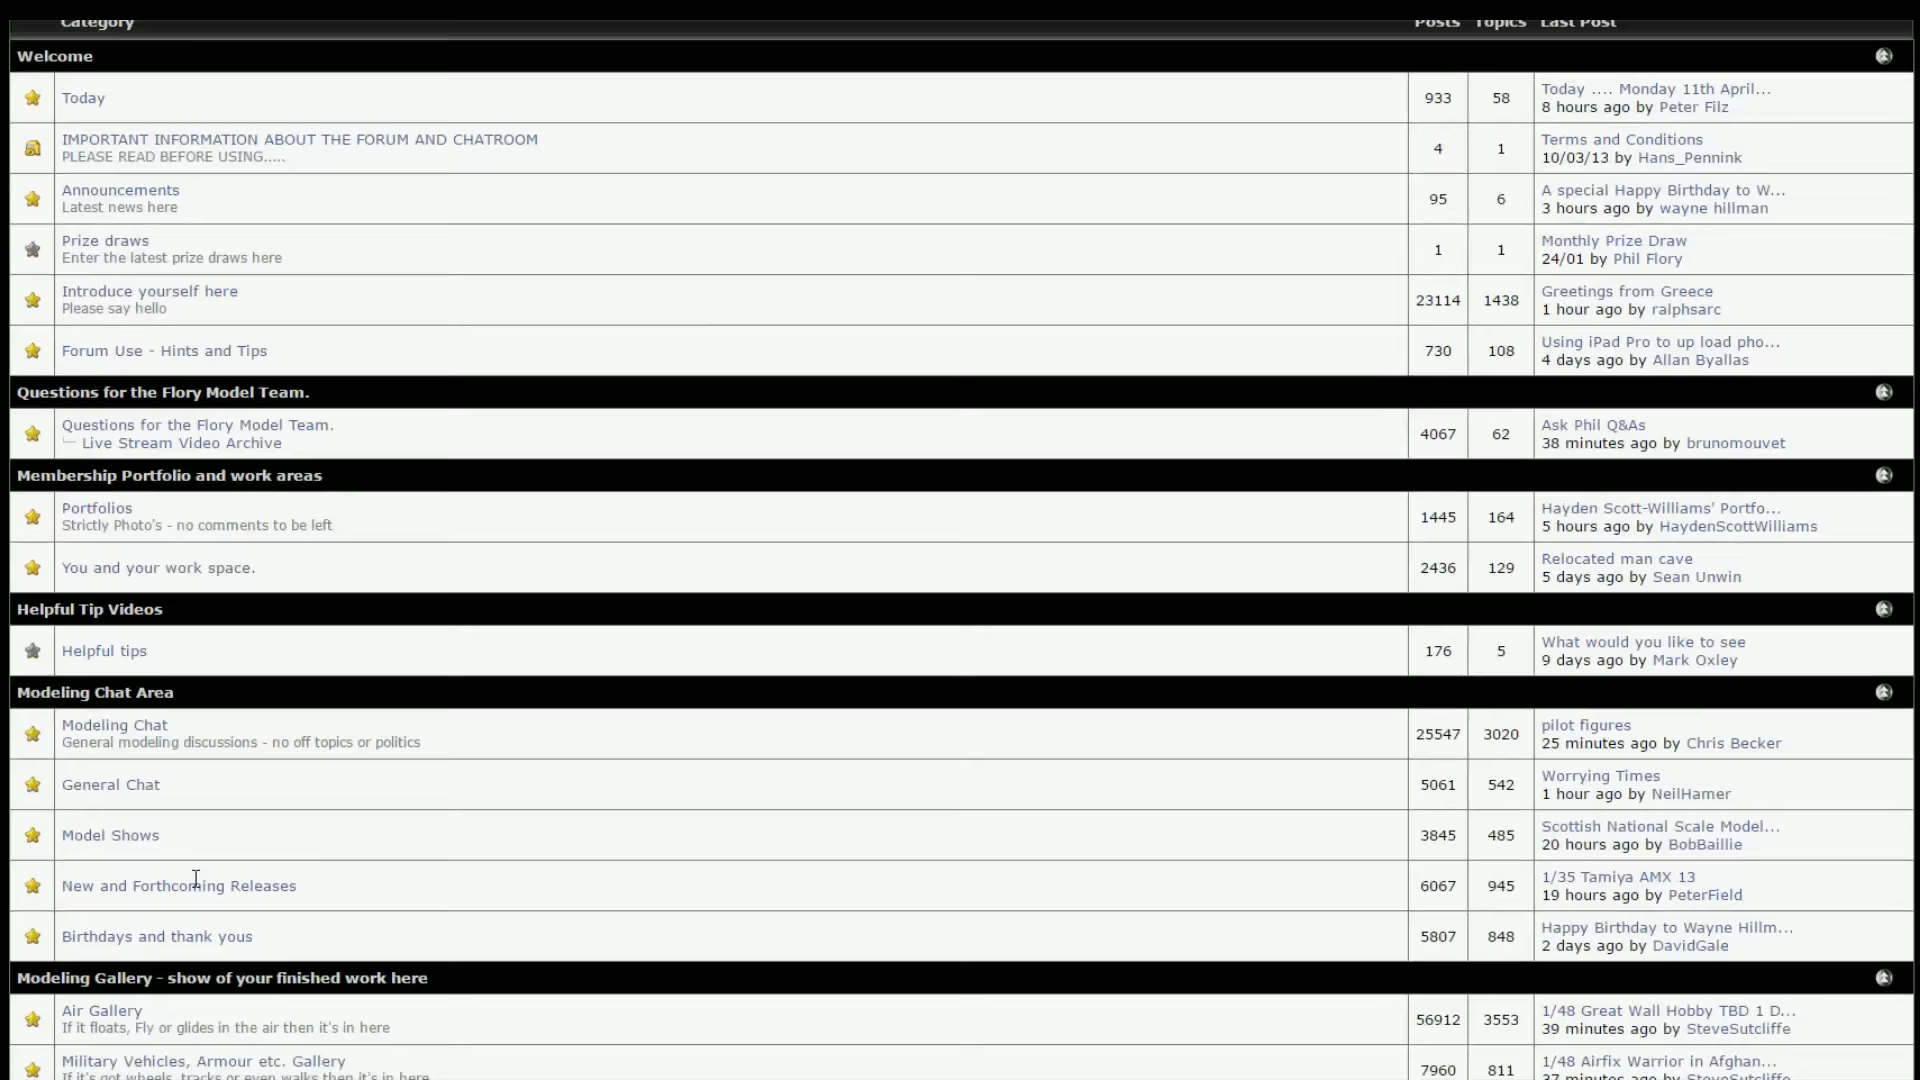 Category Posts Topics Last Post
Welcome
Today 933 58 Today .... Monday 11th April...
8 hours ago by Peter Filz
IMPORTANT INFORMATION ABOUT THE FORUM AND CHATROOM 4 1 Terms and Conditions
PLEASE READ BEFORE USING..... 10/03/13 by Hans_Pennink
Announcements 95 6 A special Happy Birthday to W...
Latest news here 3 hours ago by wayne hillman
Prize draws 1 1 Monthly Prize Draw
Enter the latest prize draws here 24/01 by Phil Flory
Introduce yourself here 23114 1438 Greetings from Greece
Please say hello 1 hour ago by ralphsarc
Forum Use - Hints and Tips 730 108 Using iPad Pro to up load pho...
4 days ago by Allan Byallas
Questions for the Flory Model Team.
Questions for the Flory Model Team. 4067 62 Ask Phil Q&As
Live Stream Video Archive 38 minutes ago by brunomouvet
Membership Portfolio and work areas
Portfolios 1445 164 Hayden Scott-Williams' Portfo...
Strictly Photo's - no comments to be left 5 hours ago by HaydenScottWilliams
You and your work space. 2436 129 Relocated man cave
5 days ago by Sean Unwin
Helpful Tip Videos
Helpful tips 176 5 What would you like to see
9 days ago by Mark Oxley
Modeling Chat Area
Modeling Chat 25547 3020 pilot figures
General modeling discussions - no off topics or politics 25 minutes ago by Chris Becker
General Chat 5061 542 Worrying Times
1 hour ago by NeilHamer
Model Shows 3845 485 Scottish National Scale Model...
20 hours ago by BobBaillie
New and Forthcoming Releases 6067 945 1/35 Tamiya AMX 13
19 hours ago by PeterField
Birthdays and thank yous 5807 848 Happy Birthday to Wayne Hillm...
2 days ago by DavidGale
Modeling Gallery - show of your finished work here
Air Gallery 56912 3553 1/48 Great Wall Hobby TBD 1 D...
If it floats, Fly or glides in the air then it's in here 39 minutes ago by SteveSutcliffe
Military Vehicles, Armour etc. Gallery 7960 811 1/48 Airfix Warrior in Afghan...
If it's got wheels, tracks or even walks then it's in here 37 minutes ago by SteveSutcliffe